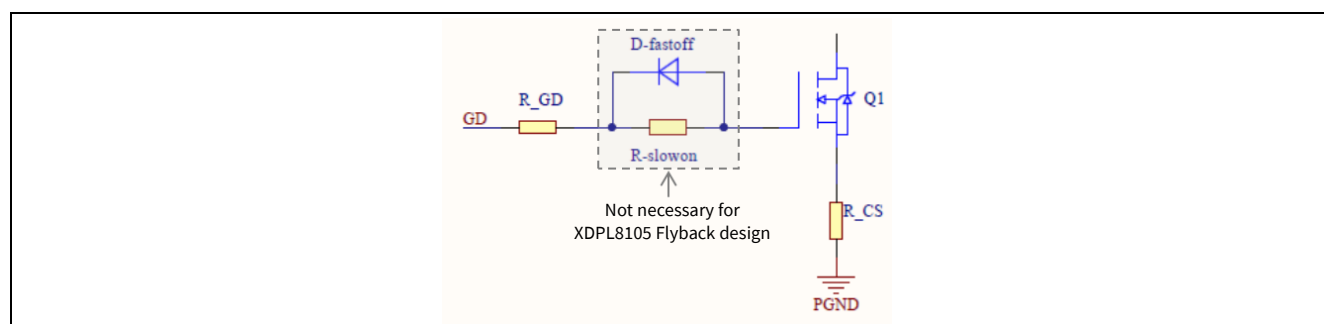 D-fastoff
R_GD
GD
Q1
R-slowon
Not necessary for
XDPL8105 Flyback design
R_CS
PGND